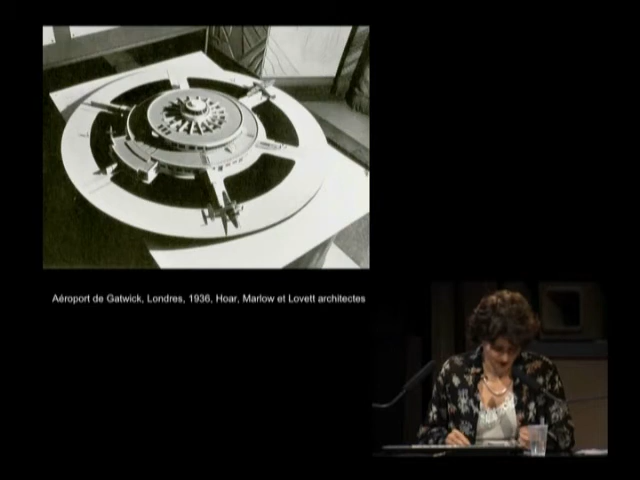 Aéroport de Gatwick, Londres, 1936, Hoar, Marlow et Lovett architectes